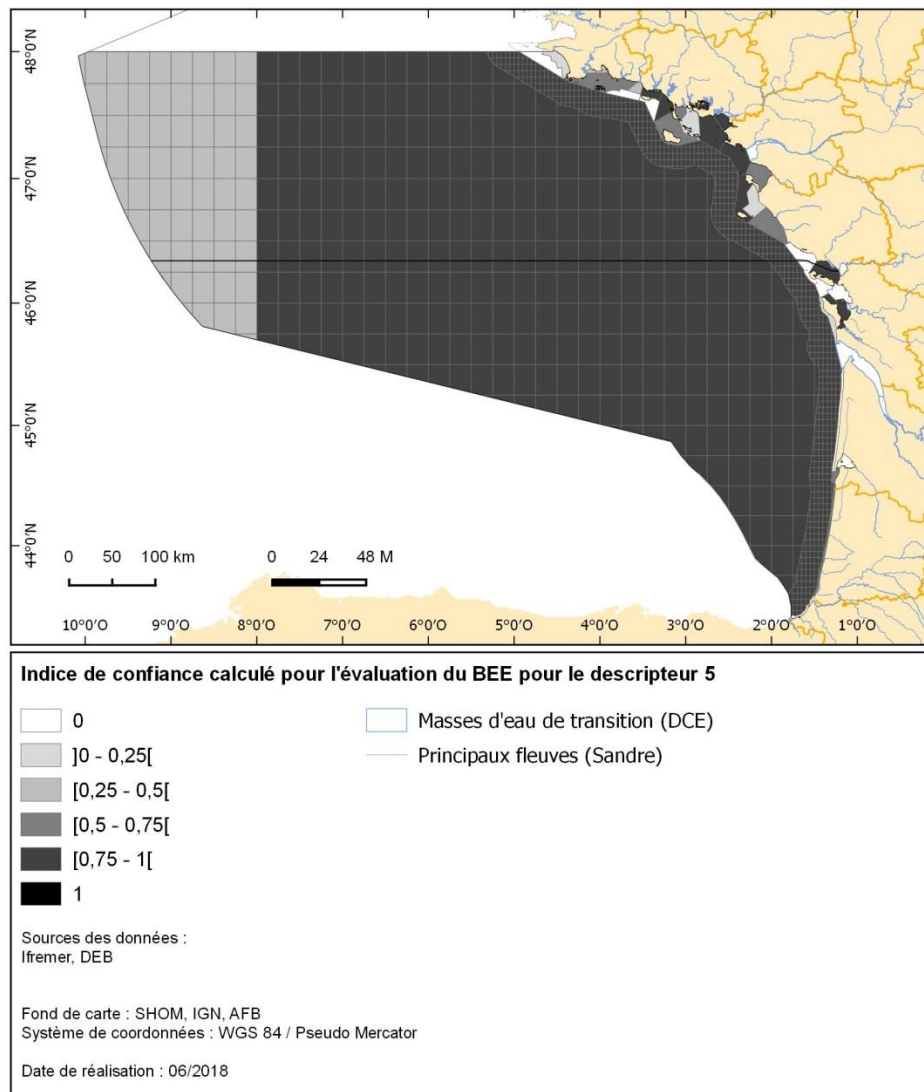 48°0'N
47°0'N
46°0'N
45°0'N
44°0'N
0 50 100 km
0 24 48 M
10°0'O 9°0'O 8°0'O 7°0'O 6°0'O 5°0'O 4°0'O 3°0'O 2°0'O 1°0'O
Indice de confiance calculé pour l'évaluation du BEE pour le descripteur 5
0
]0 - 0,25[
[0,25 - 0,5[
[0,5 - 0,75[
[0,75 - 1[
1
Masses d'eau de transition (DCE)
Principaux fleuves (Sandre)
Sources des données :
Ifremer, DEB
Fond de carte : SHOM, IGN, AFB
Système de coordonnées : WGS 84 / Pseudo Mercator
Date de réalisation : 06/2018